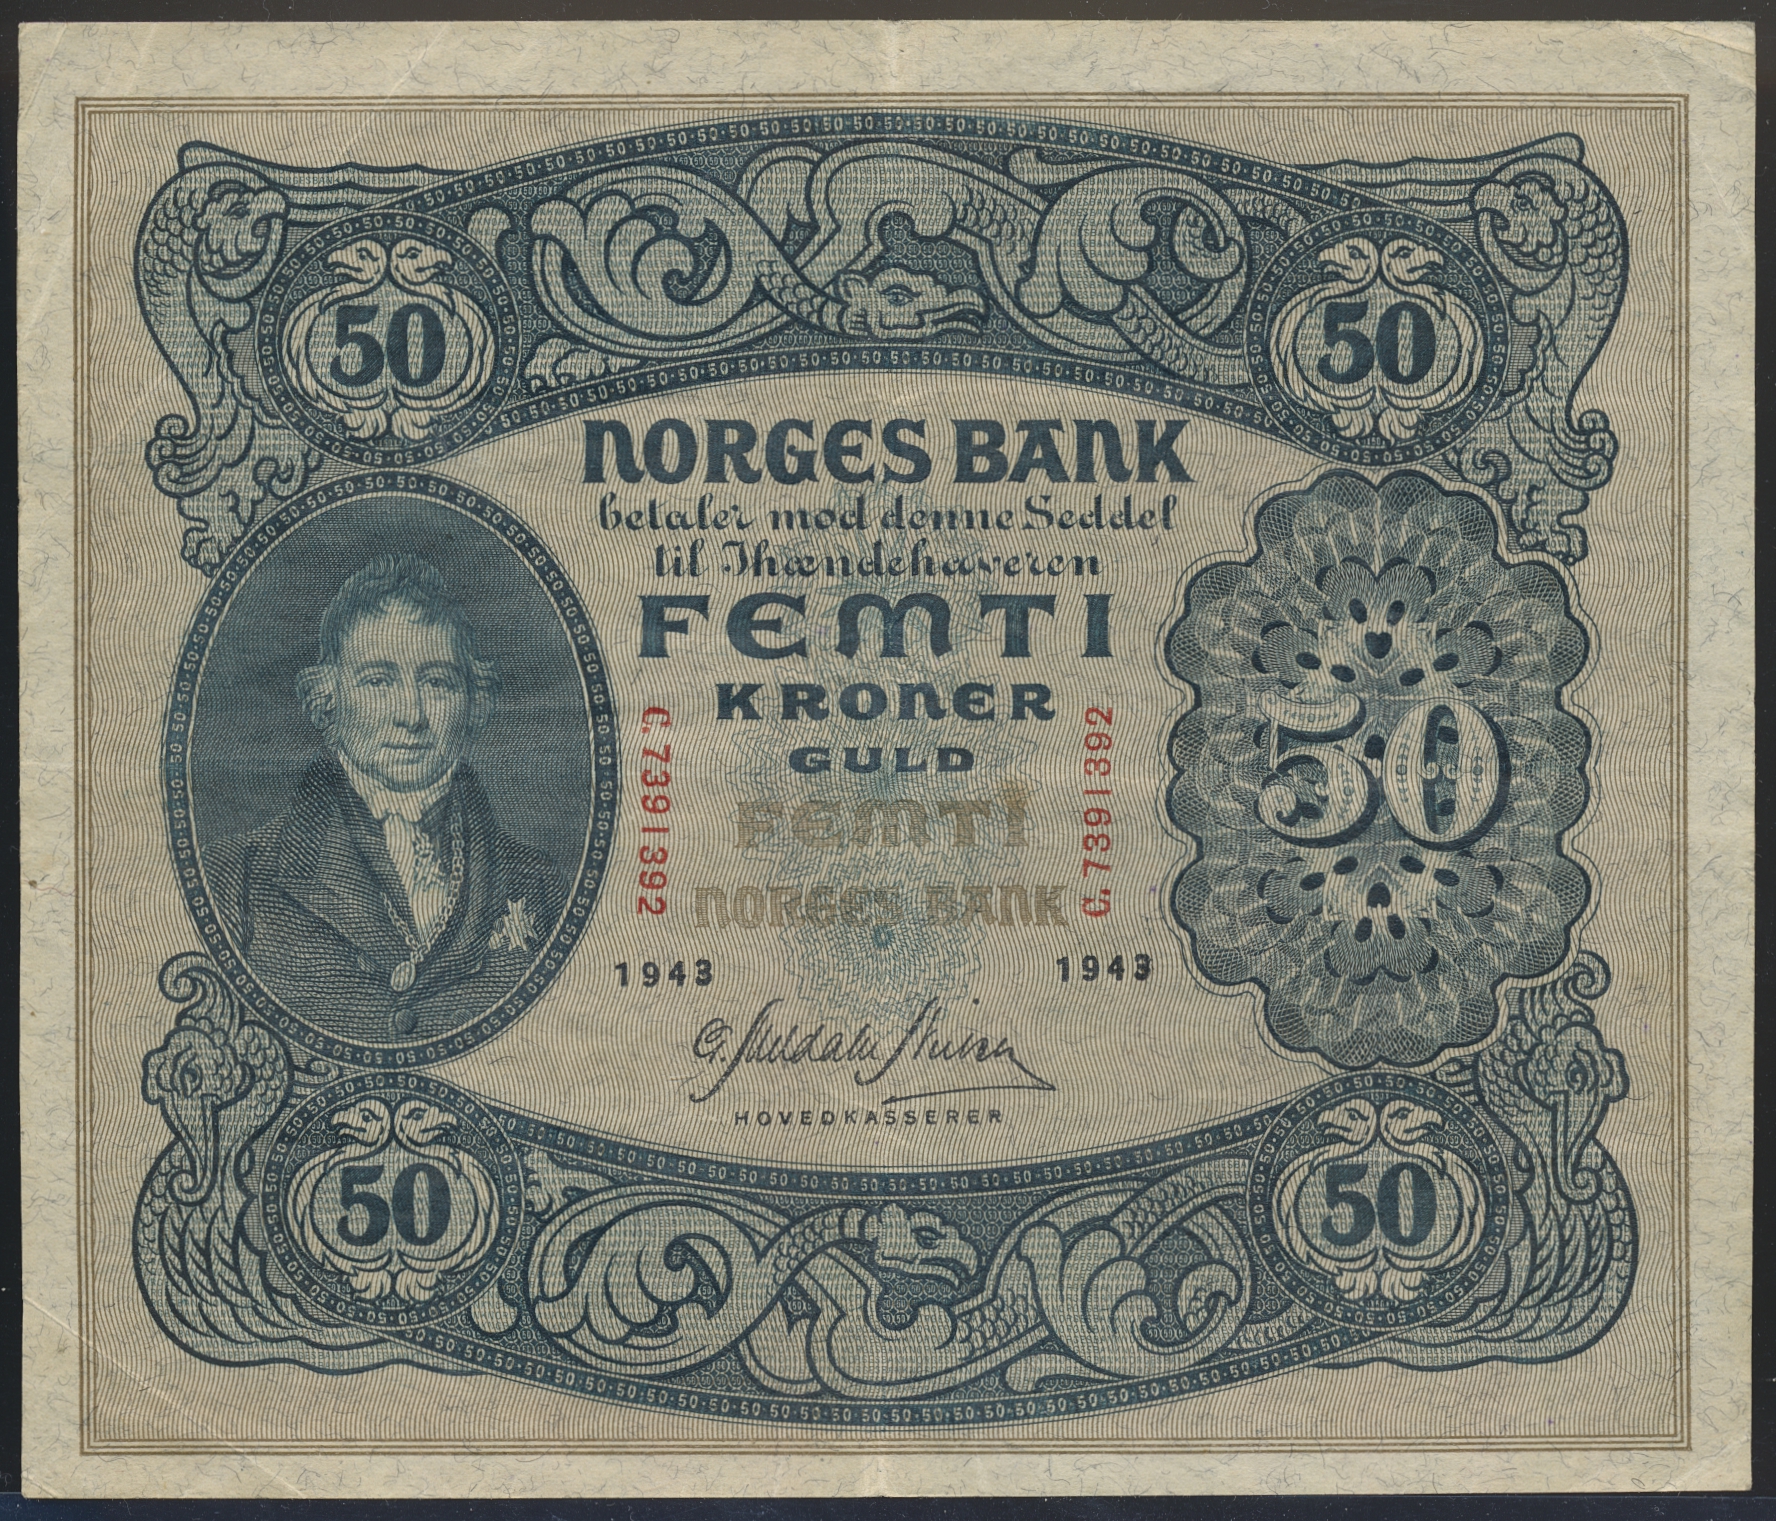 50
50
NORGES BANK
betaler mod denne Seddel
til Ihændehaveren
FEMTI
KRONER
GULD
C.7391392
C.7391392
50
FEMTI
NORGES BANK
1943
1943
HOVEDKASSERER
50
50